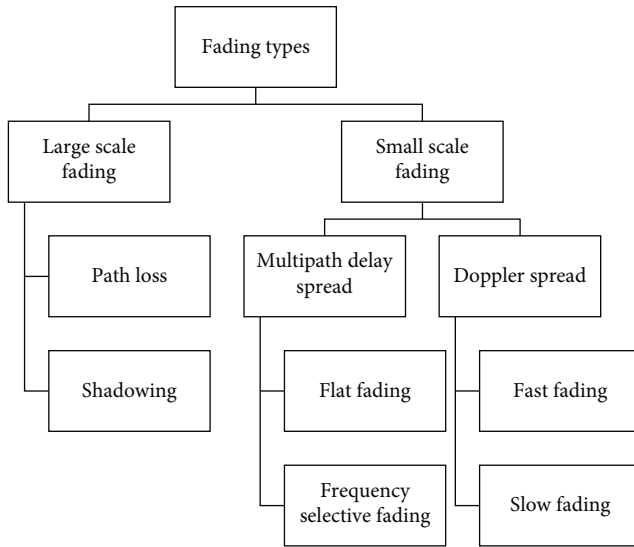 Fading types
Large scale
fading
Small scale
fading
Path loss
Shadowing
Multipath delay
spread
Doppler spread
Flat fading
Fast fading
Frequency
selective fading
Slow fading